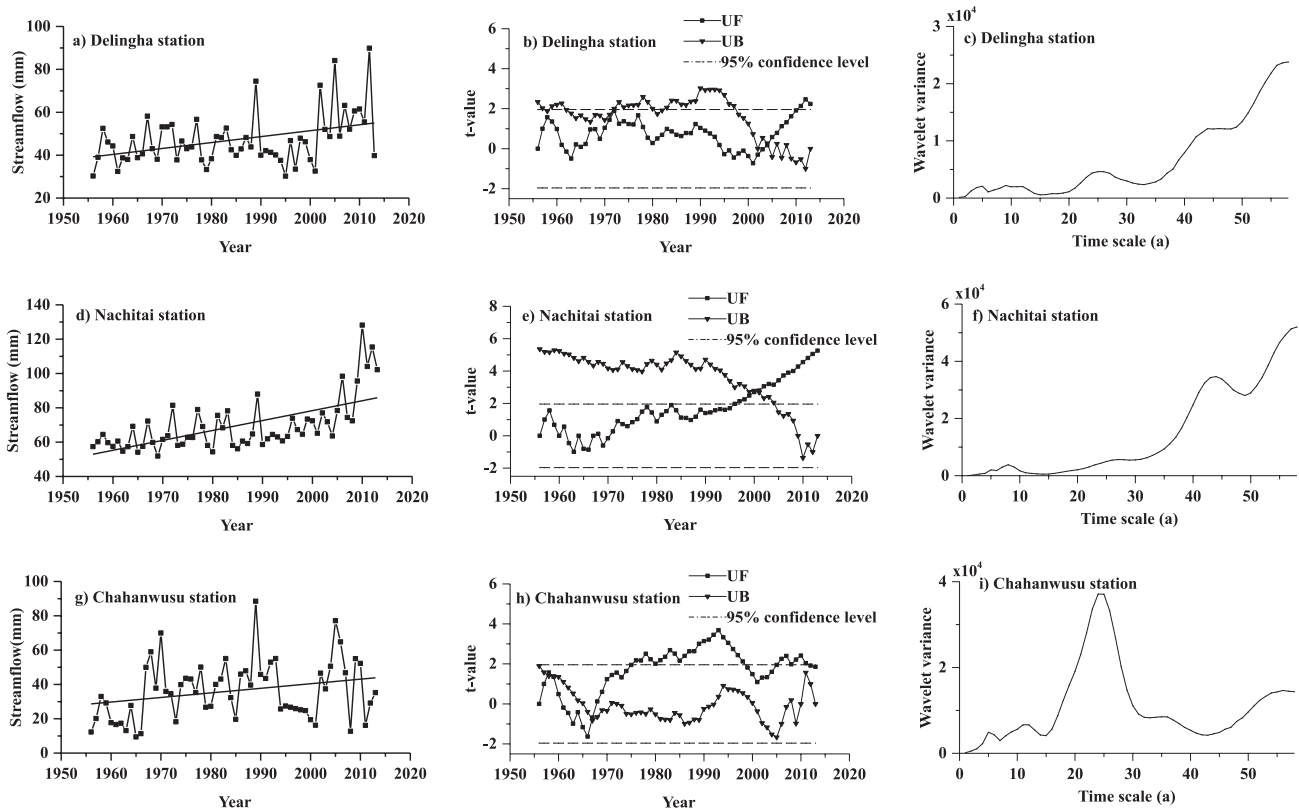 a) Delingha station
Streamflow (mm)
100
80
60
40
20
1950 1960 1970 1980 1990 2000 2010 2020
Year
b) Delingha station
UF
UB
95% confidence level
t-value
6
4
2
0
-2
1950 1960 1970 1980 1990 2000 2010 2020
Year
x10⁴
c) Delingha station
Wavelet variance
3
2
1
0
0 10 20 30 40 50
Time scale (a)
d) Nachitai station
Streamflow (mm)
140
120
100
80
60
40
1950 1960 1970 1980 1990 2000 2010 2020
Year
e) Nachitai station
UF
UB
95% confidence level
t-value
8
6
4
2
0
-2
1950 1960 1970 1980 1990 2000 2010 2020
Year
x10⁴
f) Nachitai station
Wavelet variance
6
4
2
0
0 10 20 30 40 50
Time scale (a)
g) Chahanwusu station
Streamflow(mm)
100
80
60
40
20
0
1950 1960 1970 1980 1990 2000 2010 2020
Year
h) Chahanwusu station
UF
UB
95% confidence level
t-value
6
4
2
0
-2
1950 1960 1970 1980 1990 2000 2010 2020
Year
x10⁴
i) Chahanwusu station
Wavelet variance
4
2
0
0 10 20 30 40 50
Time scale (a)